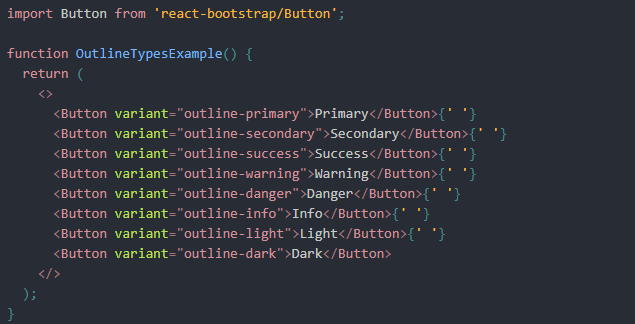 import Button from 'react-bootstrap/Button';

function OutlineTypesExample() {
  return (
    <>
      <Button variant="outline-primary">Primary</Button>{' '}
      <Button variant="outline-secondary">Secondary</Button>{' '}
      <Button variant="outline-success">Success</Button>{' '}
      <Button variant="outline-warning">Warning</Button>{' '}
      <Button variant="outline-danger">Danger</Button>{' '}
      <Button variant="outline-info">Info</Button>{' '}
      <Button variant="outline-light">Light</Button>{' '}
      <Button variant="outline-dark">Dark</Button>
    </>
  );
}